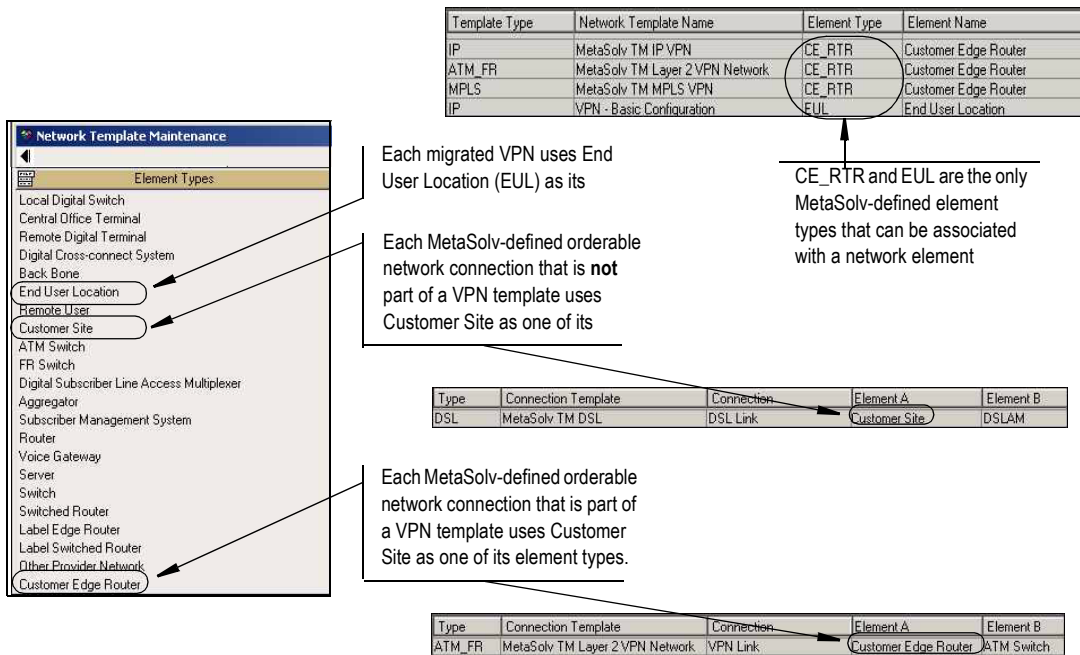 Template Type Network Template Name Element Type Element Name
IP MetaSolv TM IP VPN CE_RTR Customer Edge Router
ATM_FR MetaSolv TM Layer 2 VPN Network CE_RTR Customer Edge Router
MPLS MetaSolv TM MPLS VPN CE_RTR Customer Edge Router
IP VPN - Basic Configuration EUL End User Location
CE_RTR and EUL are the only
MetaSolv-defined element
types that can be associated
with a network element
Network Template Maintenance
Element Types
Local Digital Switch
Central Office Terminal
Remote Digital Terminal
Digital Cross-connect System
Back Bone
End User Location
Remote User
Customer Site
ATM Switch
FR Switch
Digital Subscriber Line Access Multiplexer
Aggregator
Subscriber Management System
Router
Voice Gateway
Server
Switch
Switched Router
Label Edge Router
Label Switched Router
Other Provider Network
Customer Edge Router
Each migrated VPN uses End
User Location (EUL) as its
Each MetaSolv-defined orderable
network connection that is not
part of a VPN template uses
Customer Site as one of its
Type Connection Template Connection Element A Element B
DSL MetaSolv TM DSL DSL Link Customer Site DSLAM
Each MetaSolv-defined orderable
network connection that is part of
a VPN template uses Customer
Site as one of its element types.
Type Connection Template Connection Element A Element B
ATM_FR MetaSolv TM Layer 2 VPN Network VPN Link Customer Edge Router ATM Switch